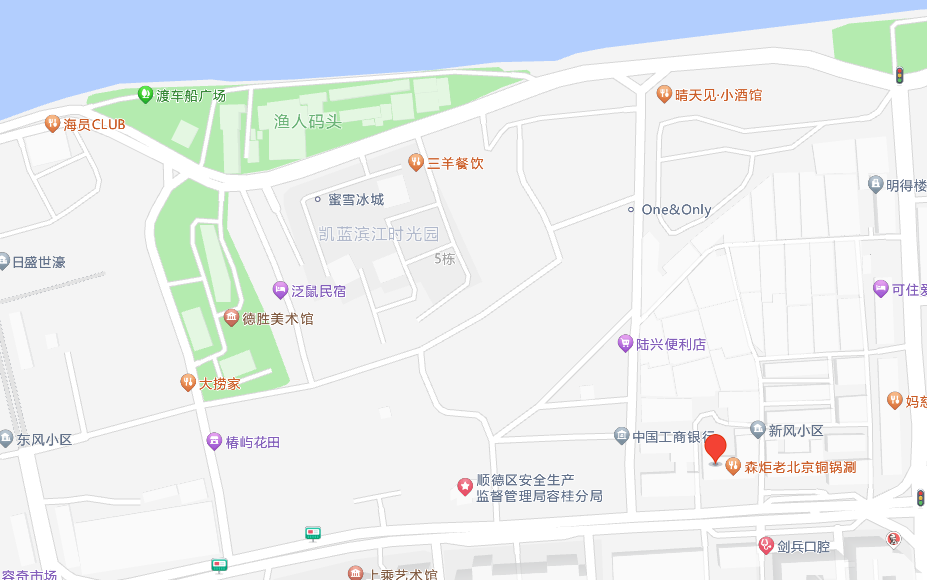 渡车船广场
晴天见·小酒馆
海员CLUB
渔人码头
三羊餐饮
明得楼
蜜雪冰城
One&Only
凯蓝滨江时光园
5栋
日盛世濠
泛鼠民宿
可住爱
德胜美术馆
陆兴便利店
大捞家
妈慈
东风小区
椿屿花田
中国工商银行
新风小区
森炬老北京铜锅涮
顺德区安全生产
监督管理局容桂分局
剑兵口腔
容奇市场
上乘艺术馆